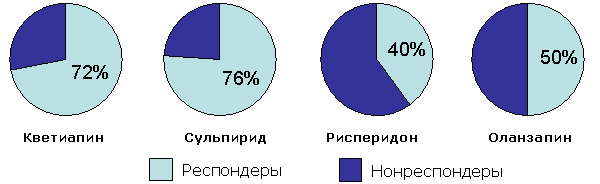 72% 76% 40% 50%
Кветиапин Сульпирид Рисперидон Оланзапин
Респондеры Нонреспондеры